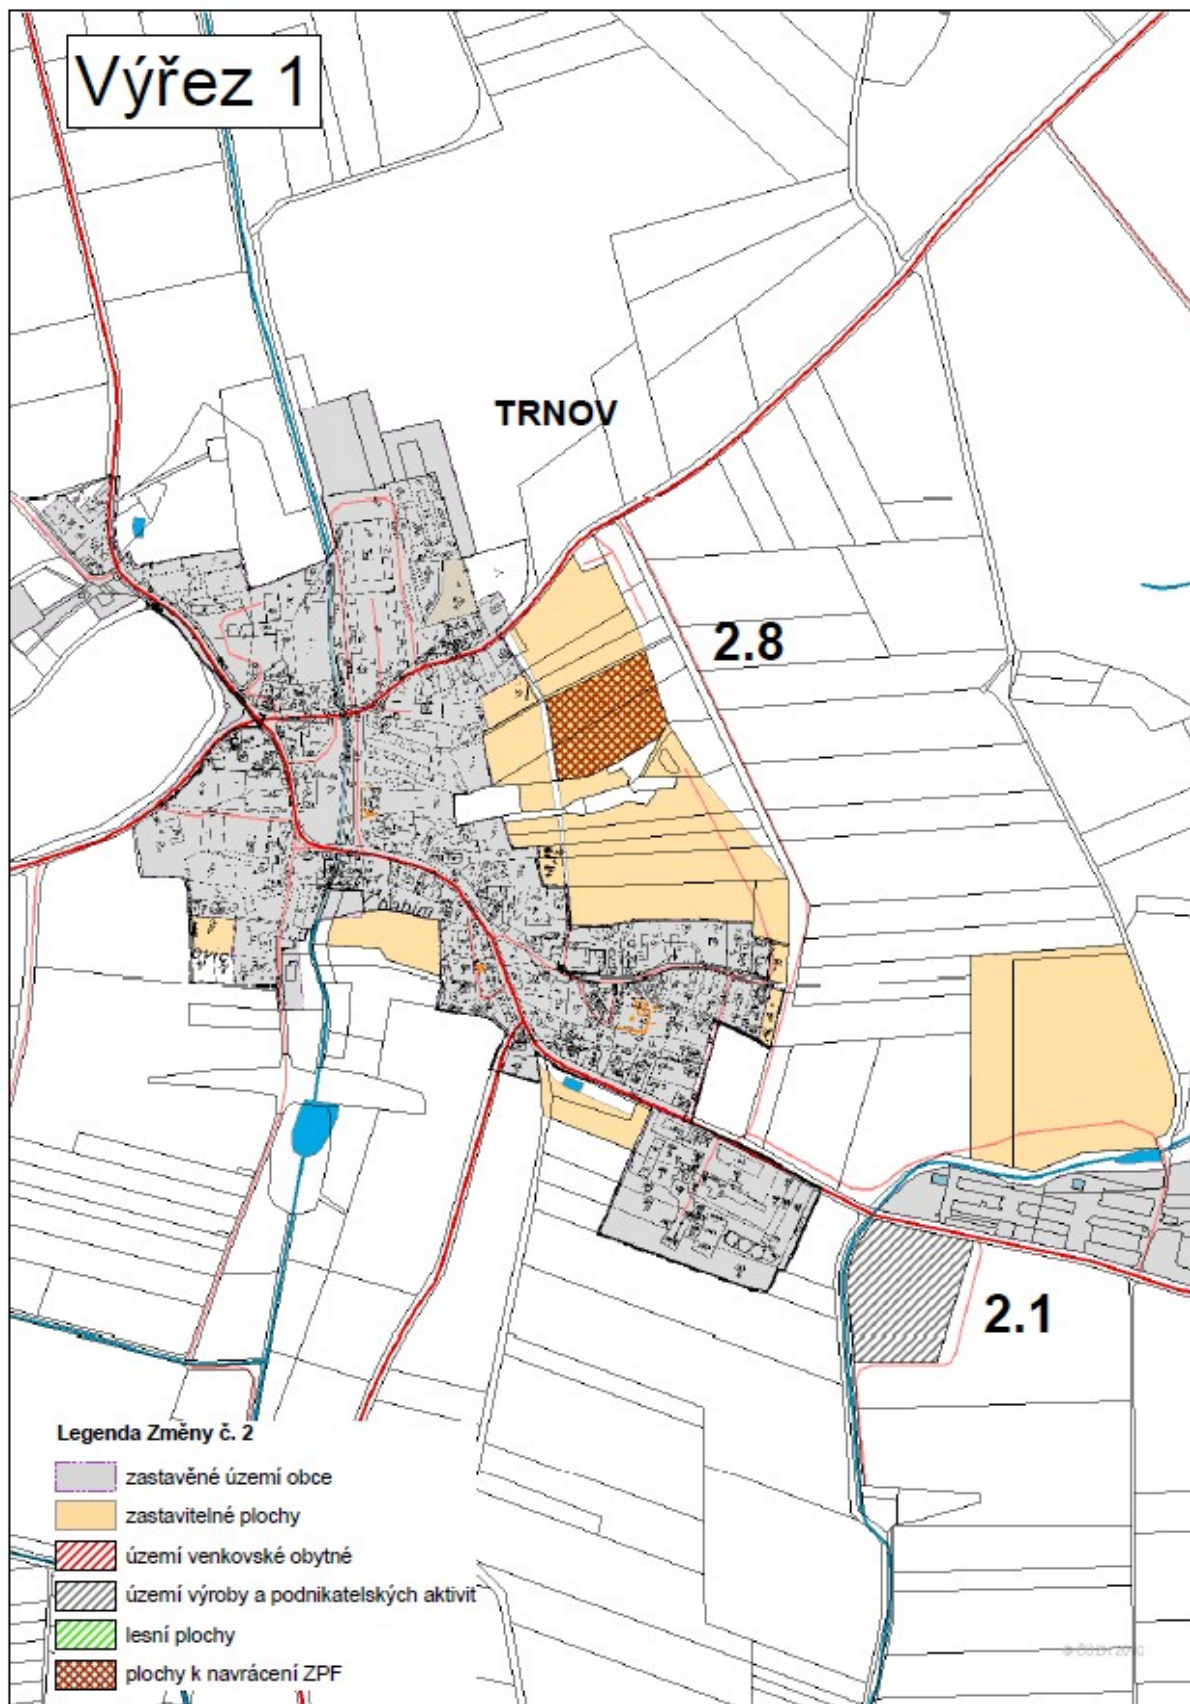 Výřez 1
TRNOV
2.8
2.1
Legenda Změny č. 2
zastavěné území obce
zastavitelné plochy
území venkovské obytné
území výroby a podnikatelských aktivit
lesní plochy
plochy k navrácení ZPF